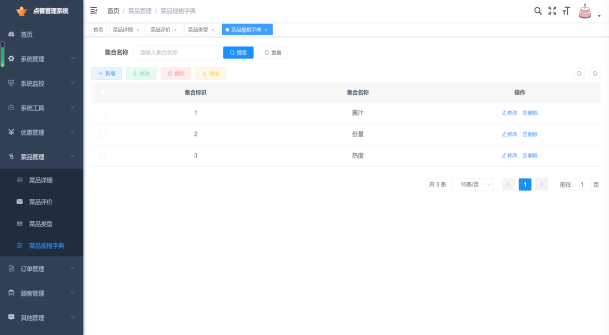 点餐管理系统
首页 / 菜品管理 / 菜品规格字典
首页
菜品详细 ×
菜品评价 ×
菜品类型 ×
菜品规格字典 ×
首页
系统管理
系统监控
系统工具
优惠管理
菜品管理
菜品详细
菜品评价
菜品类型
菜品规格字典
订单管理
顾客管理
其他管理
集合名称 请输入集合名称 搜索 重置
+ 新增 修改 删除 导出
集合标识 集合名称 操作
1 酱汁 修改 删除
2 份量 修改 删除
3 热度 修改 删除
共 3 条 10条/页 < 1 > 前往 1 页